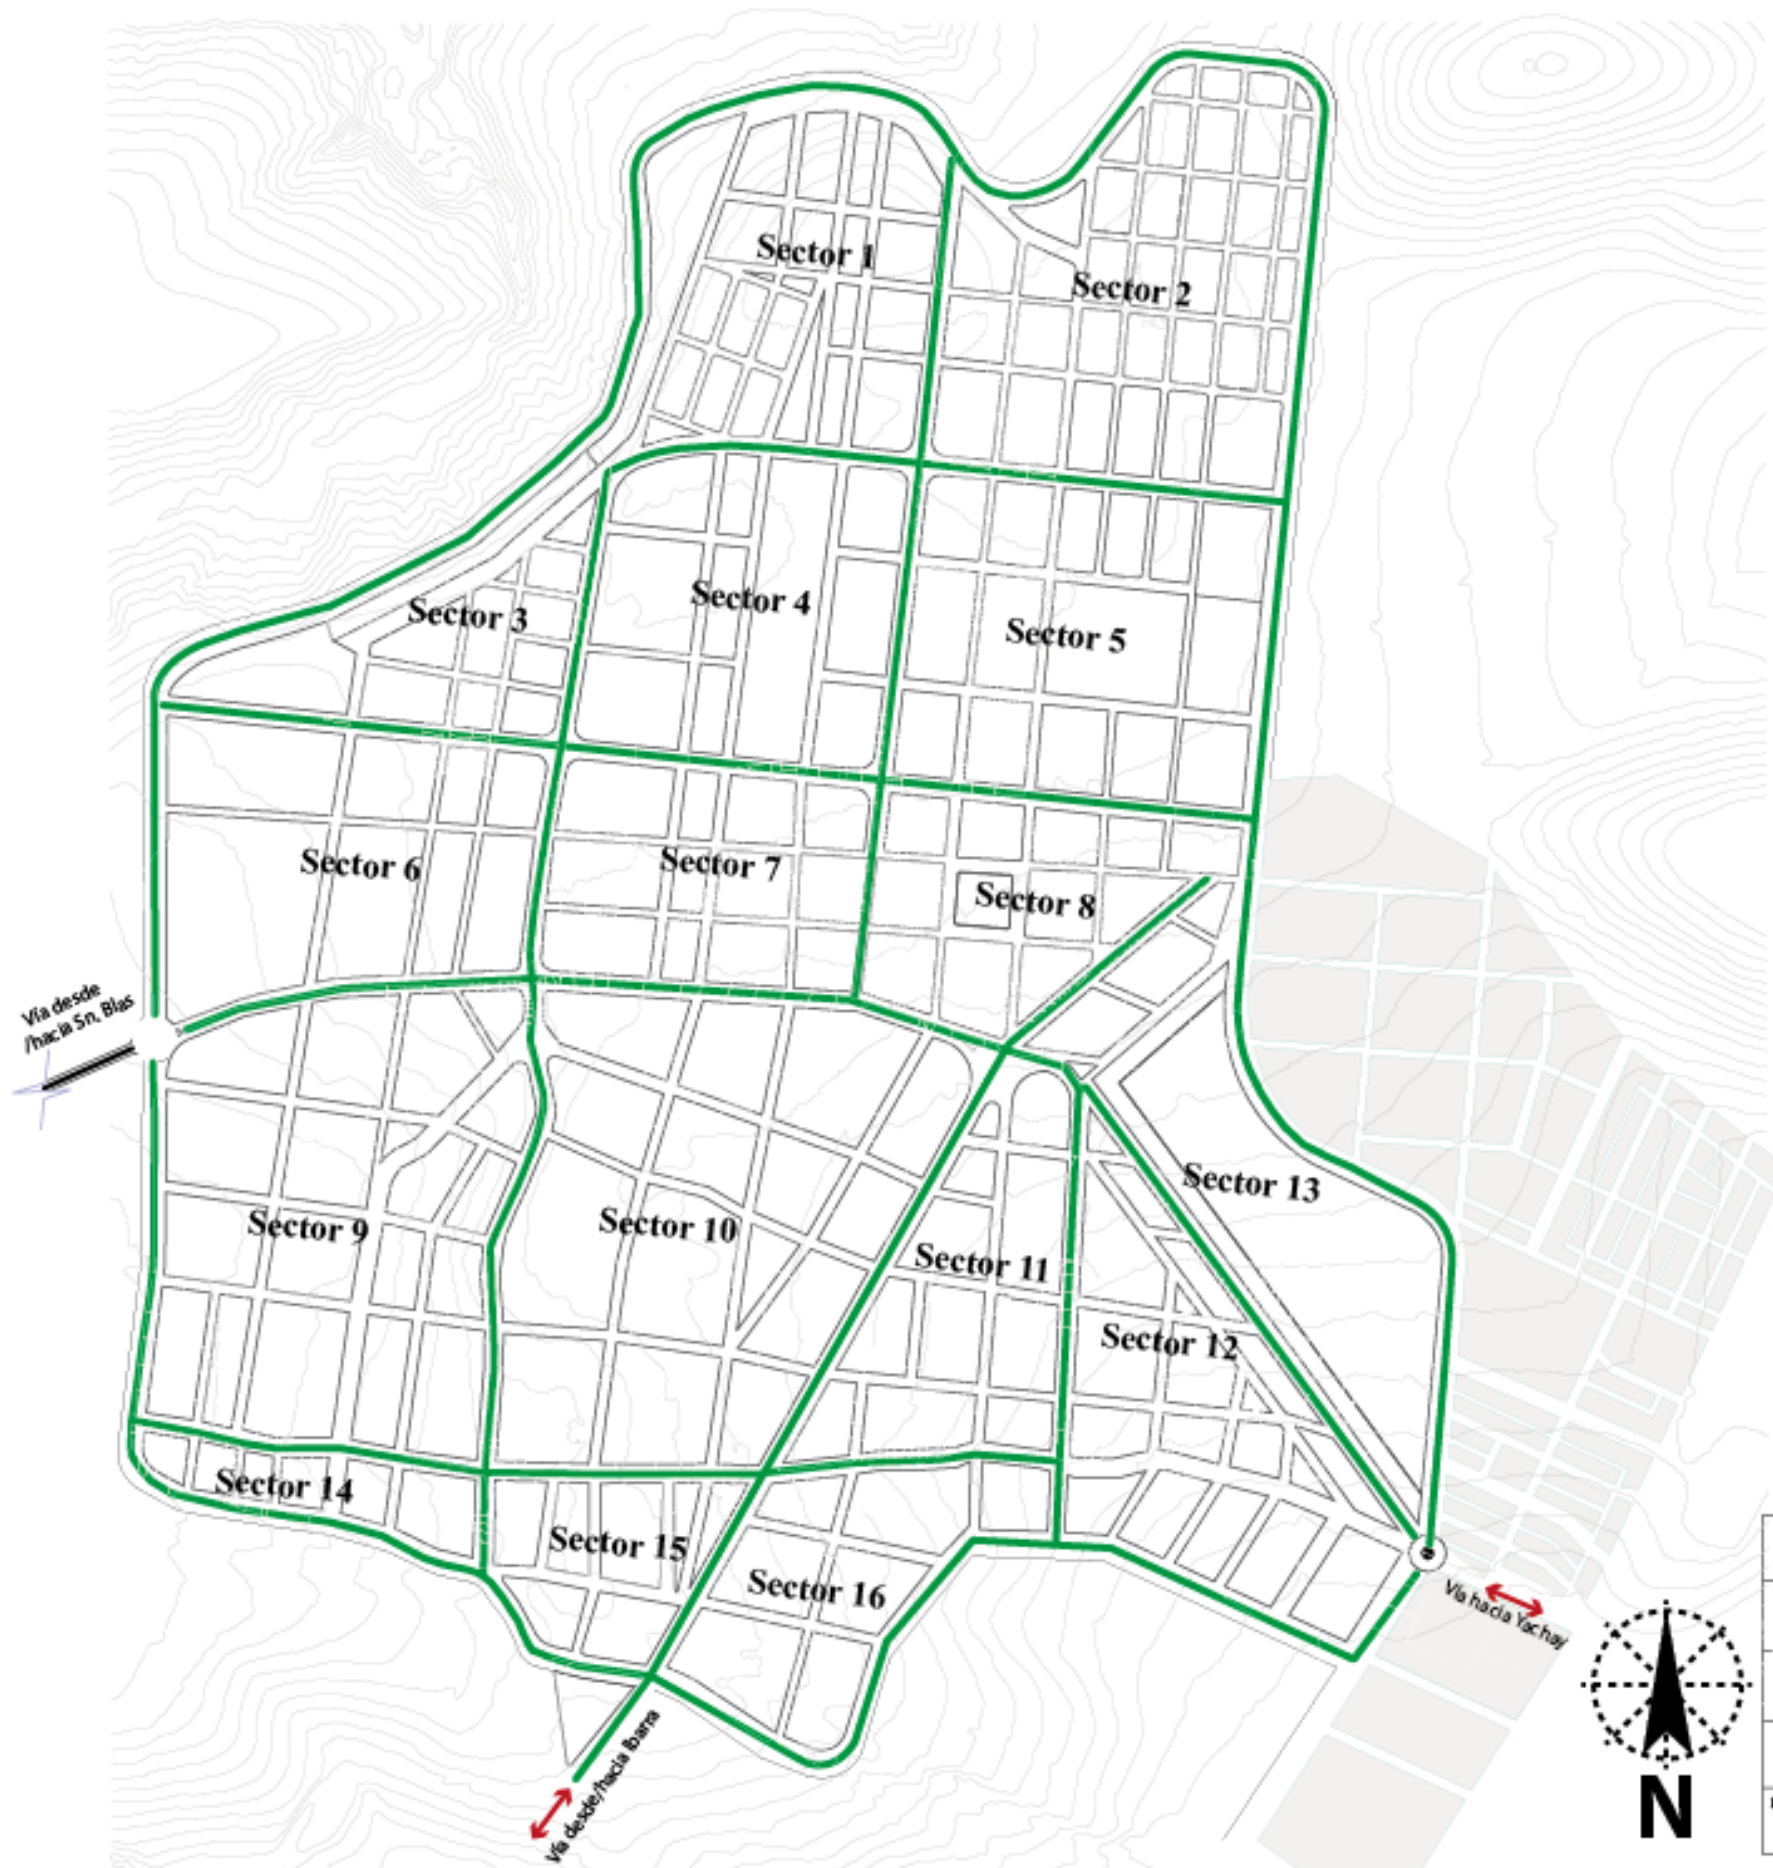 Sector 1
Sector 2
Sector 3
Sector 4
Sector 5
Sector 6
Sector 7
Sector 8
Vía desde
/hacia Sn. Blas
Sector 9
Sector 10
Sector 11
Sector 12
Sector 13
Sector 14
Sector 15
Sector 16
Vía hacia Yachay
Vía desde/hacia Ibarra
N